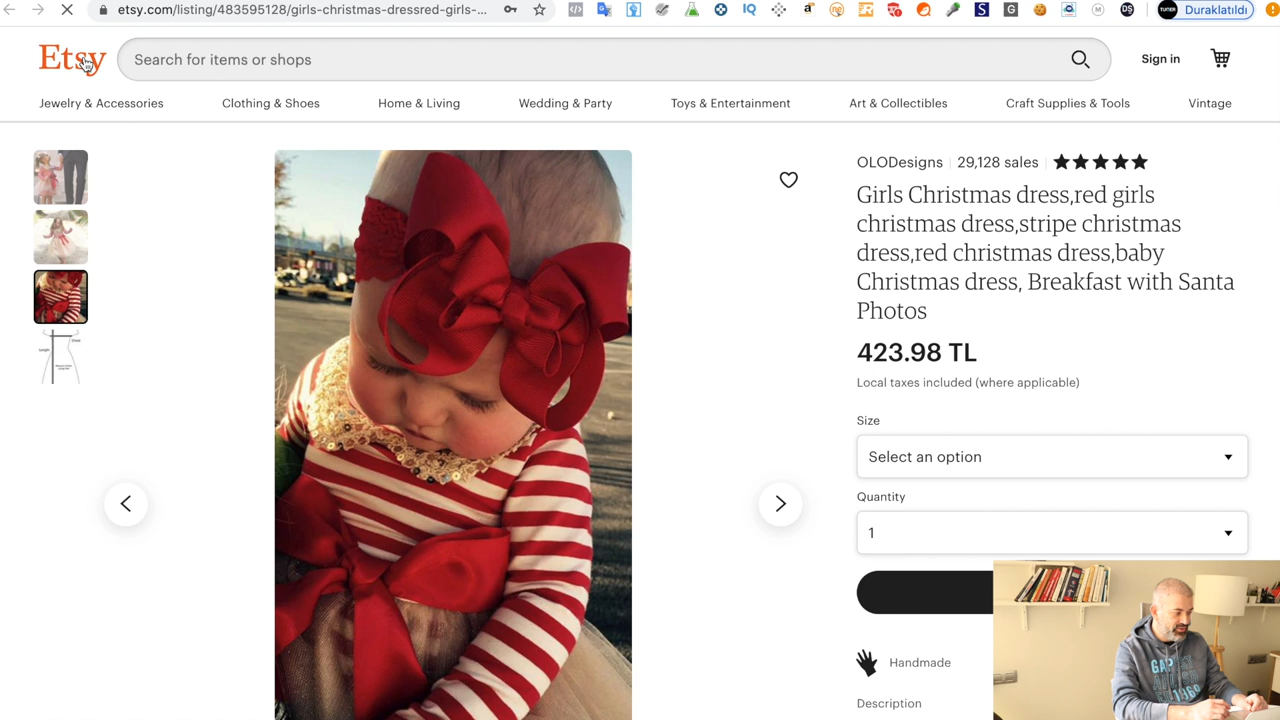 etsy.com/listing/483595128/girls-christmas-dressred-girls-...
Duraklatıldı
Etsy
Search for items or shops
Sign in
Jewelry & Accessories
Clothing & Shoes
Home & Living
Wedding & Party
Toys & Entertainment
Art & Collectibles
Craft Supplies & Tools
Vintage
OLODesigns
29,128 sales
Girls Christmas dress,red girls
christmas dress,stripe christmas
dress,red christmas dress,baby
Christmas dress, Breakfast with Santa
Photos
423.98 TL
Local taxes included (where applicable)
Size
Select an option
Quantity
1
Handmade
Description
GAP
1969